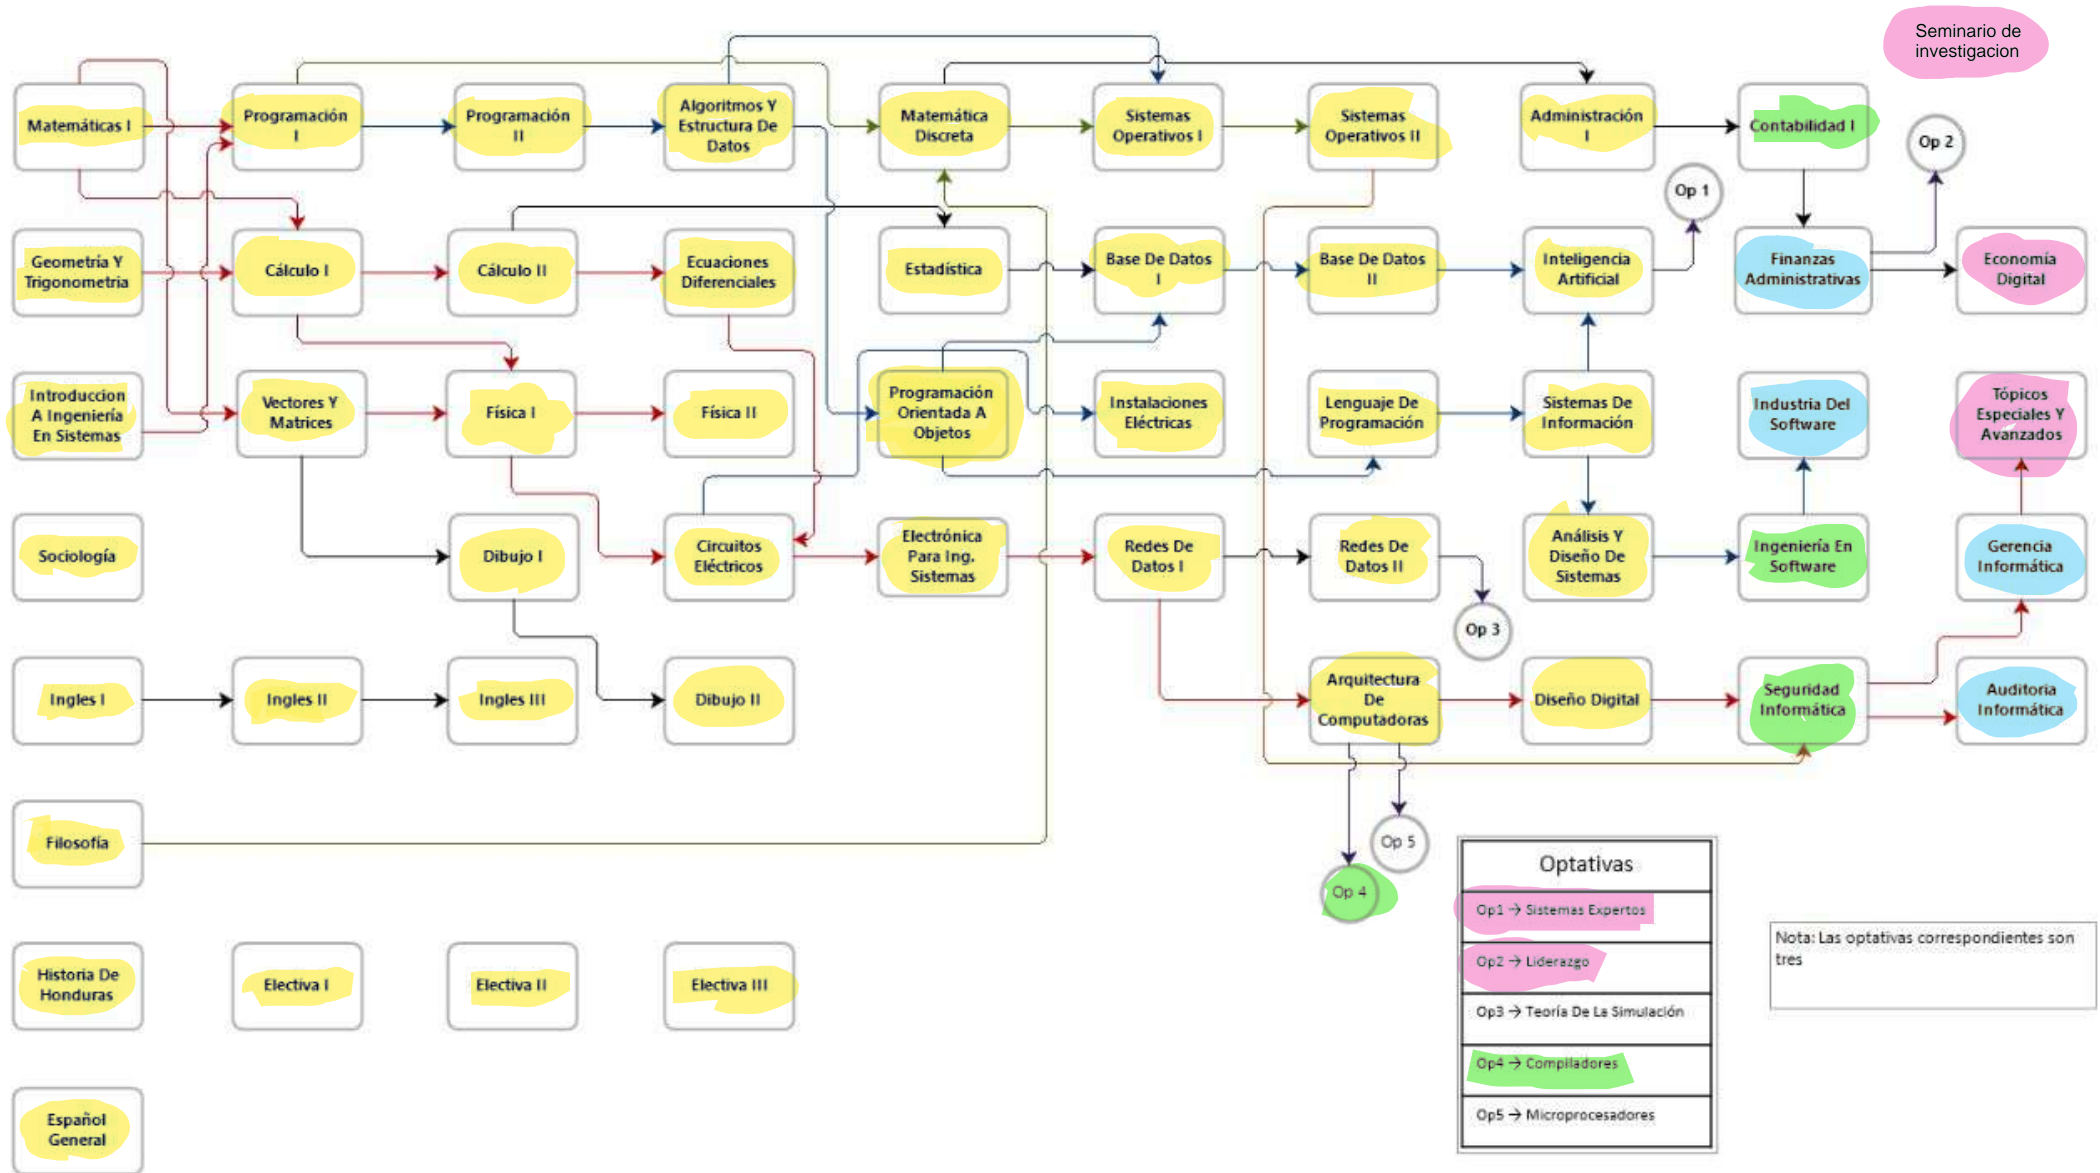 Seminario de
investigacion
Matemáticas I
Programación
I
Programación
II
Algoritmos Y
Estructura De
Datos
Matemática
Discreta
Sistemas
Operativos I
Sistemas
Operativos II
Administración
I
Contabilidad I
Op 2
Op 1
Geometría Y
Trigonometria
Cálculo I
Cálculo II
Ecuaciones
Diferenciales
Estadística
Base De Datos
I
Base De Datos
II
Inteligencia
Artificial
Finanzas
Administrativas
Economía
Digital
Introduccion
A Ingeniería
En Sistemas
Vectores Y
Matrices
Física I
Física II
Programación
Orientada A
Objetos
Instalaciones
Eléctricas
Lenguaje De
Programación
Sistemas De
Información
Industria Del
Software
Tópicos
Especiales Y
Avanzados
Sociología
Dibujo I
Circuitos
Eléctricos
Electrónica
Para Ing.
Sistemas
Redes De
Datos I
Redes De
Datos II
Op 3
Análisis Y
Diseño De
Sistemas
Ingeniería En
Software
Gerencia
Informática
Ingles I
Ingles II
Ingles III
Dibujo II
Arquitectura
De
Computadoras
Diseño Digital
Seguridad
Informática
Auditoria
Informática
Filosofía
Op 5
Op 4
Historia De
Honduras
Electiva I
Electiva II
Electiva III
Español
General
Optativas
Op1 → Sistemas Expertos
Op2 → Liderazgo
Op3 → Teoría De La Simulación
Op4 → Compiladores
Op5 → Microprocesadores
Nota: Las optativas correspondientes son
tres